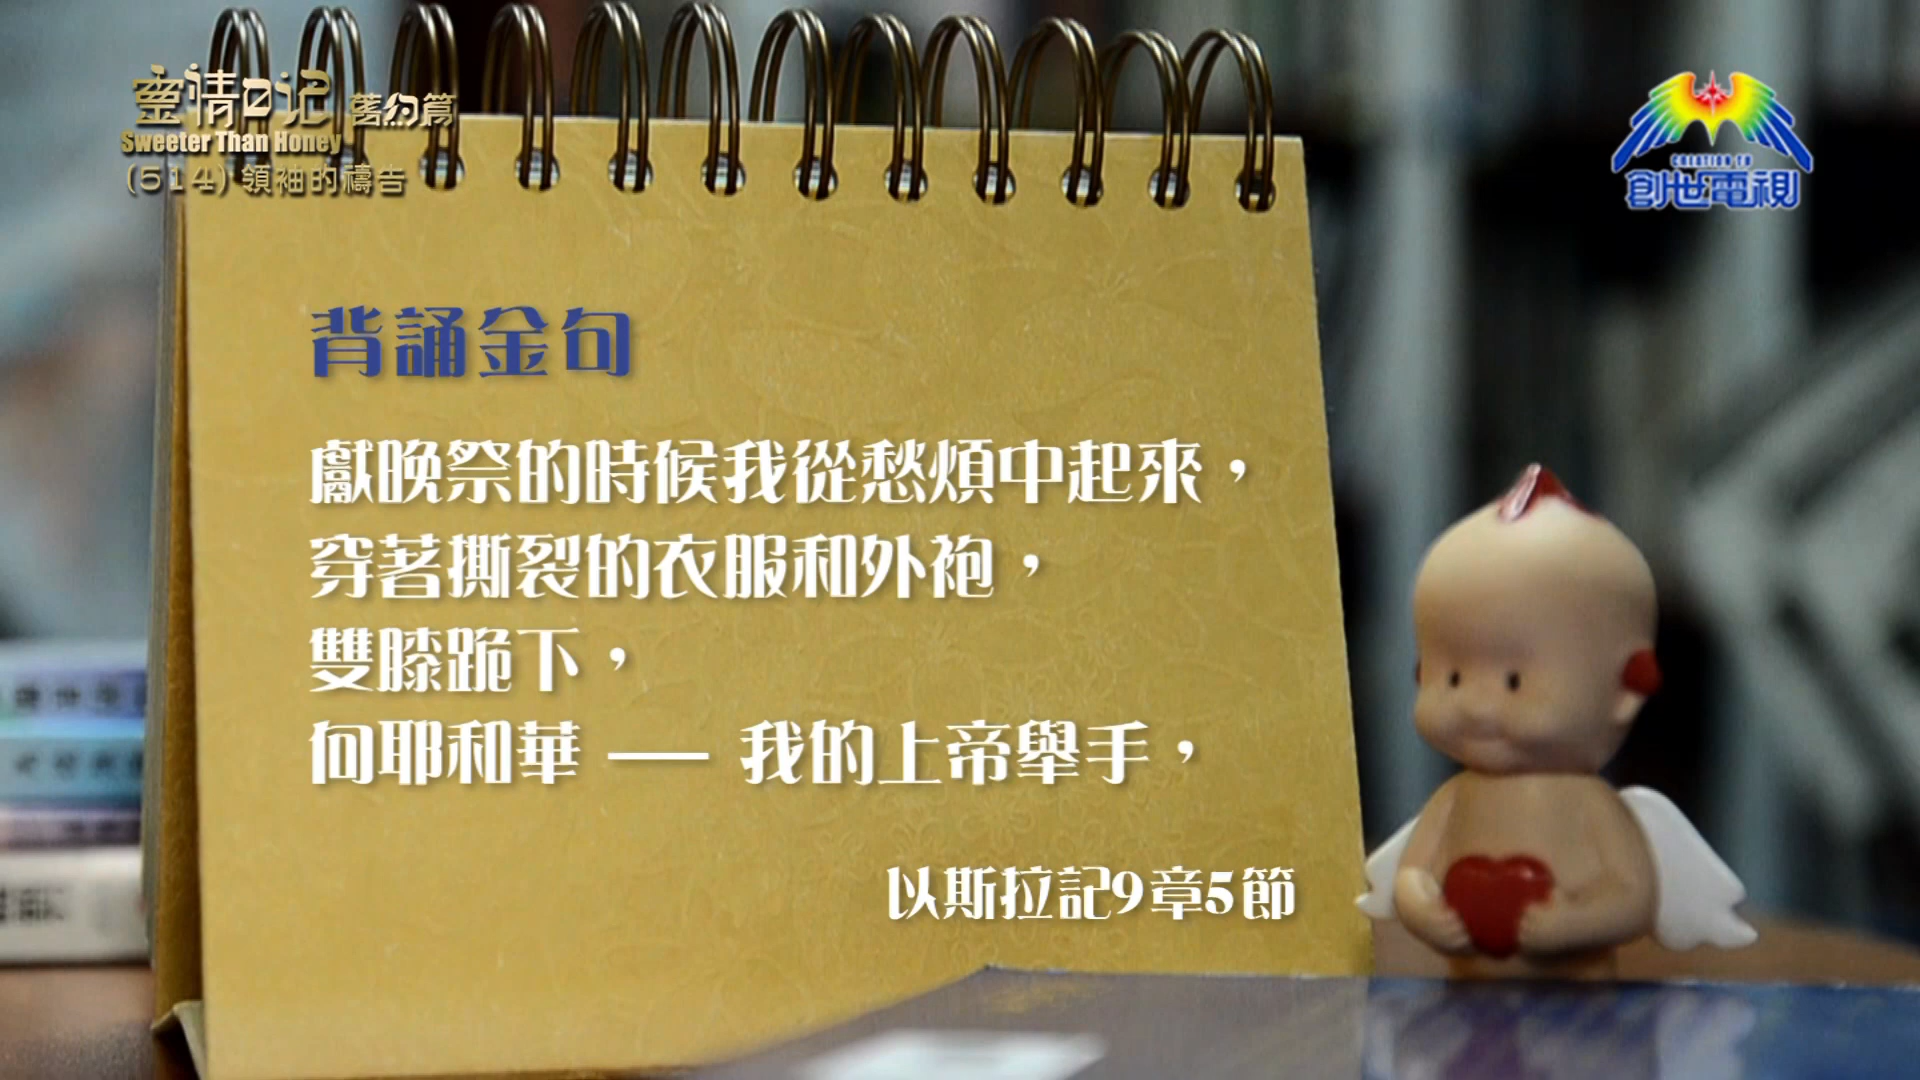 靈情日记 舊約篇
Sweeter Than Honey
(514) 領袖的禱告
CREATION TV
創世電視
背誦金句
獻晚祭的時候我從愁煩中起來，
穿著撕裂的衣服和外袍，
雙膝跪下，
向耶和華 — 我的上帝舉手，
以斯拉記9章5節